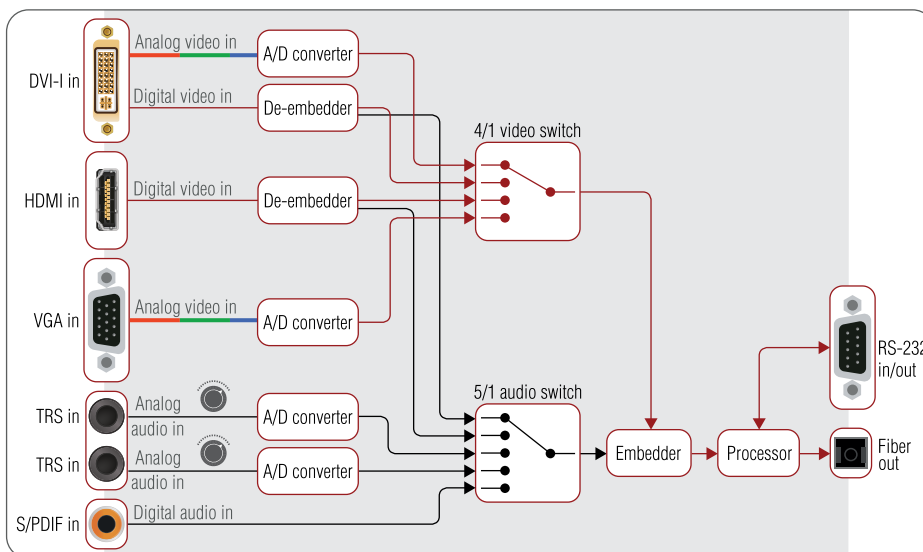 Analog video in
A/D converter
DVI-I in
Digital video in
De-embedder
4/1 video switch
HDMI in
Digital video in
De-embedder
VGA in
Analog video in
A/D converter
RS-232
in/out
5/1 audio switch
TRS in
Analog
audio in
A/D converter
TRS in
Analog
audio in
A/D converter
Embedder
Processor
Fiber
out
S/PDIF in
Digital audio in